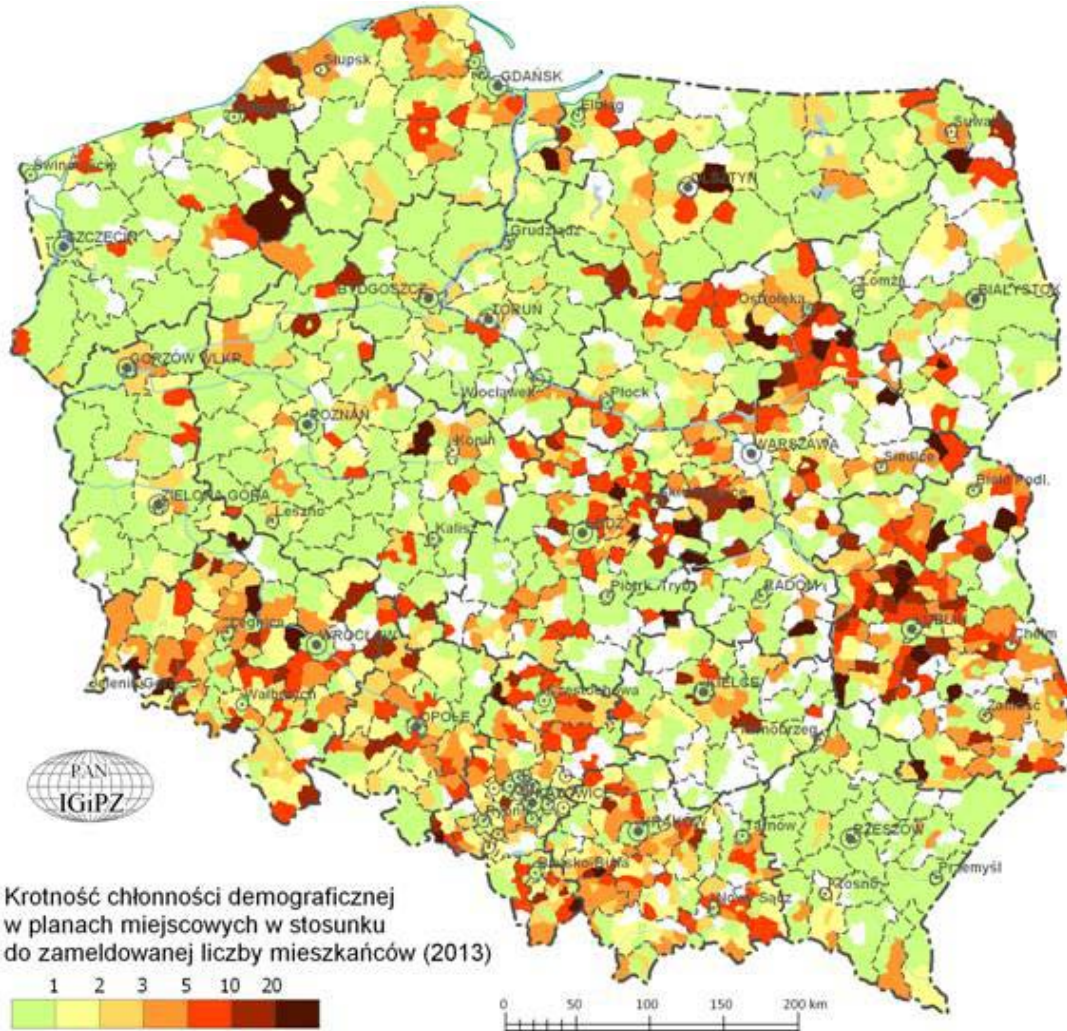 Słupsk
GDAŃSK
Elbląg
Suwałki
Świnoujście
OLSZTYN
SZCZECIN
Grudziądz
BYDGOSZCZ
Ostrołęka
Łomża
BIAŁYSTOK
TORUŃ
GORZÓW WLKP.
Włocławek
Płock
POZNAŃ
Konin
WARSZAWA
Siedlce
Biała Podl.
ZIELONA GÓRA
Leszno
Kalisz
ŁÓDŹ
Piotrk. Tryb.
RADOM
LUBLIN
Chełm
Legnica
WROCŁAW
Jelenia Góra
Wałbrzych
Częstochowa
KIELCE
Zamość
OPOLE
Tarnobrzeg
PAN
IGiPZ
KATOWICE
KRAKÓW
Tarnów
RZESZÓW
Bielsko-Biała
Przemyśl
Krosno
Nowy Sącz
Krotność chłonności demograficznej
w planach miejscowych w stosunku
do zameldowanej liczby mieszkańców (2013)
1 2 3 5 10 20
0 50 100 150 200 km